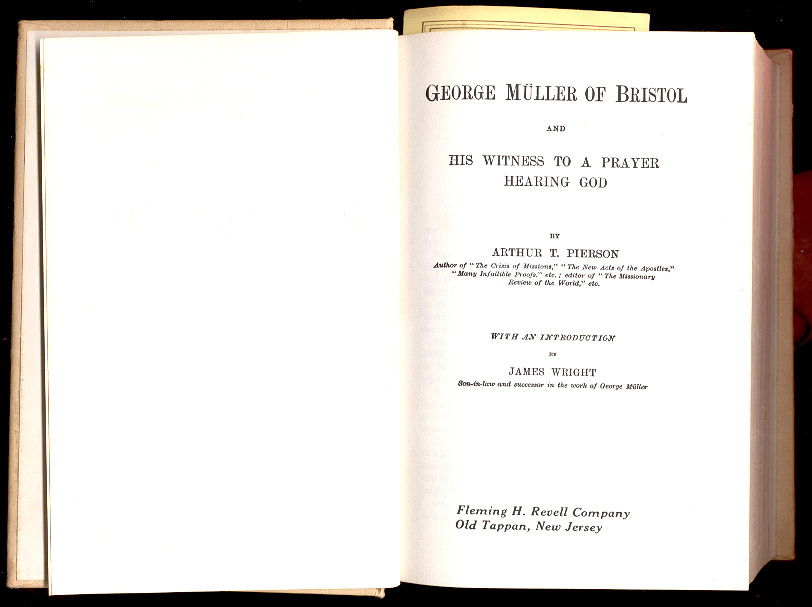 GEORGE MÜLLER OF BRISTOL
AND
HIS WITNESS TO A PRAYER
HEARING GOD
BY
ARTHUR T. PIERSON
Author of "The Crisis of Missions," "The New Acts of the Apostles,"
"Many Infallible Proofs," etc.; editor of "The Missionary
Review of the World," etc.
WITH AN INTRODUCTION
BY
JAMES WRIGHT
Son-in-law and successor in the work of George Müller
Fleming H. Revell Company
Old Tappan, New Jersey